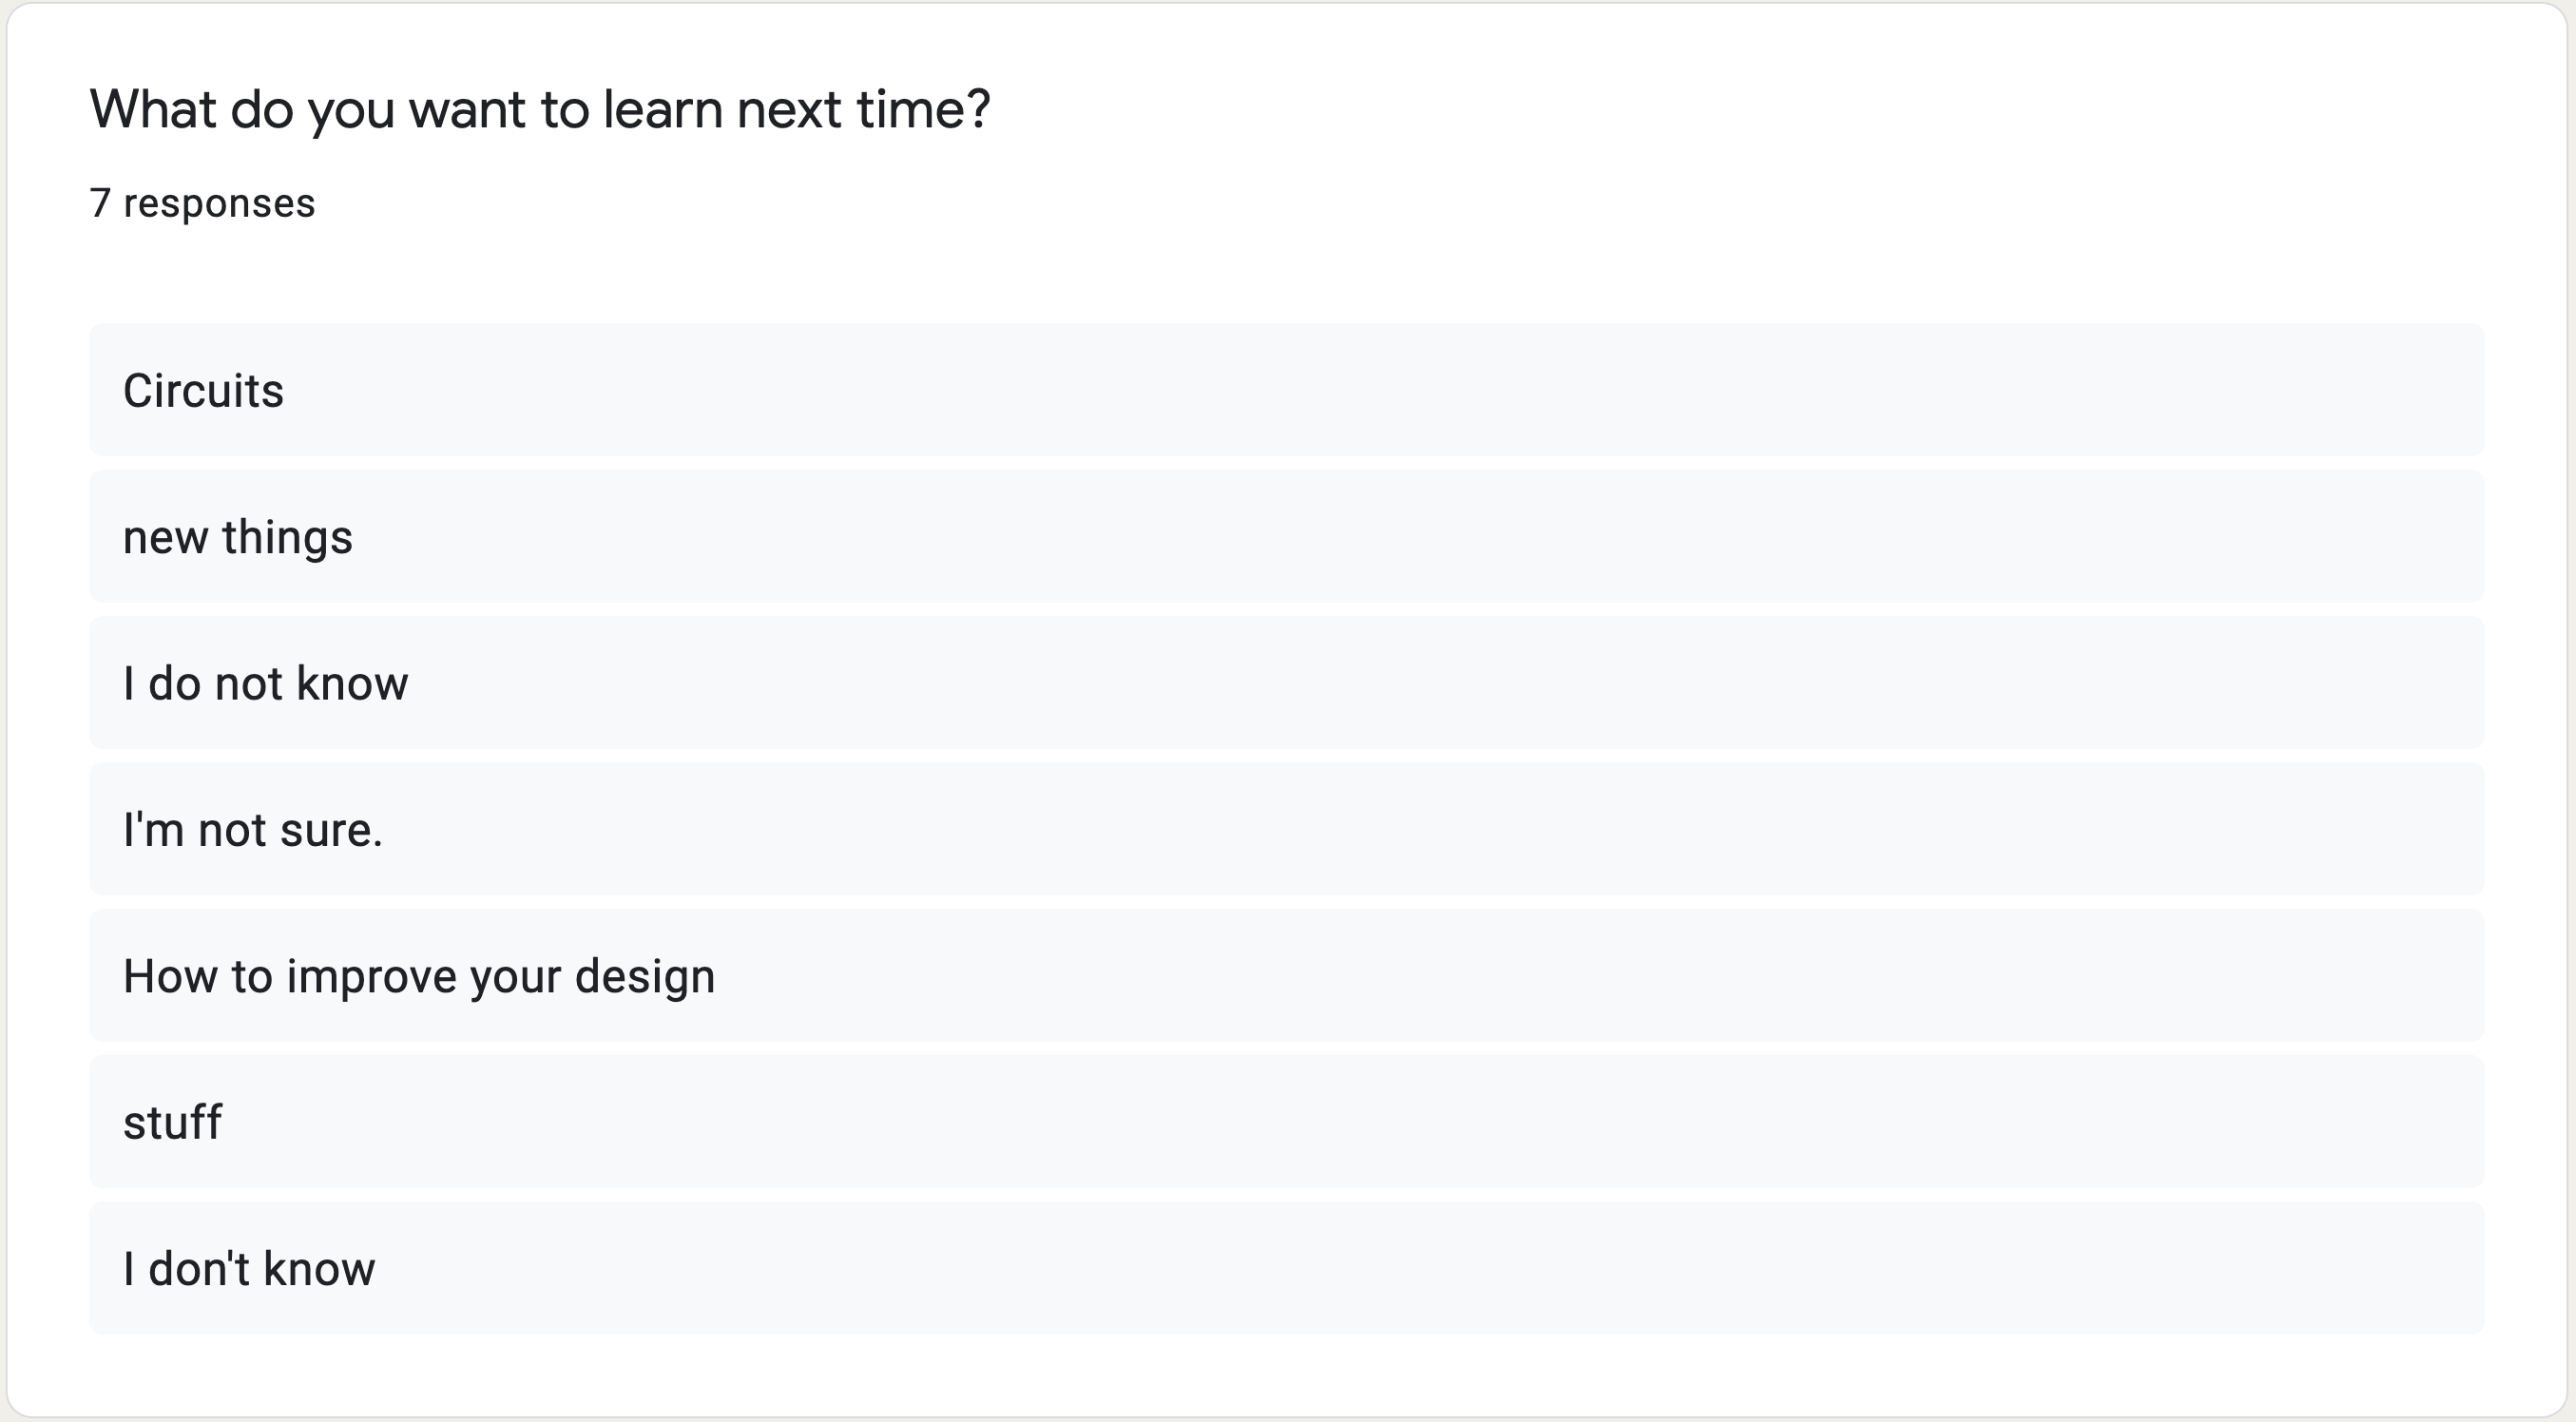 What do you want to learn next time?
7 responses
Circuits
new things
I do not know
I'm not sure.
How to improve your design
stuff
I don't know